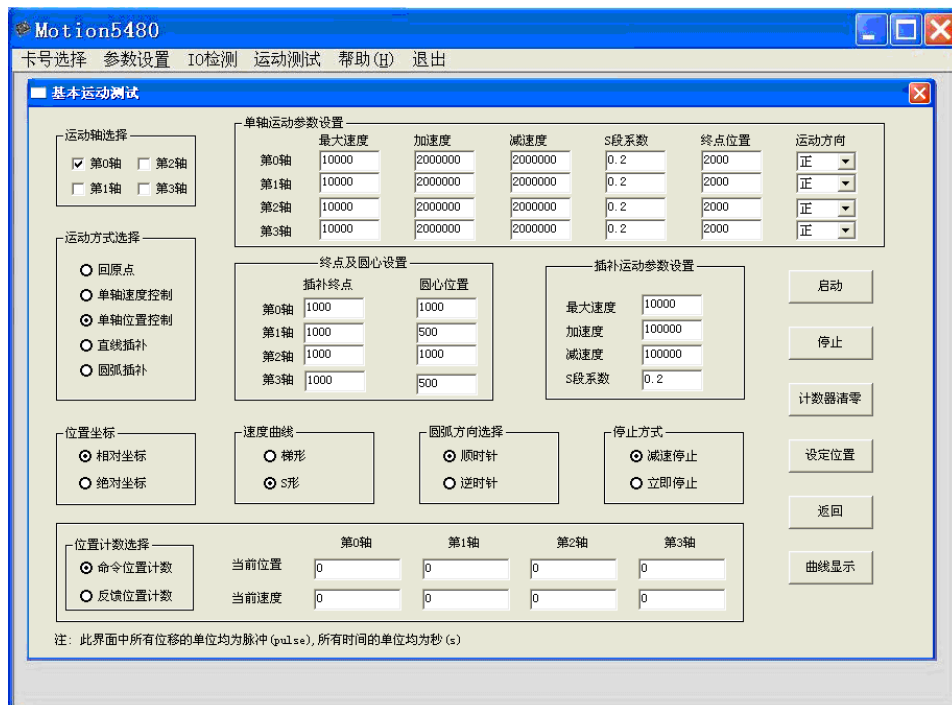 Motion5480
卡号选择 参数设置 IO检测 运动测试 帮助(H) 退出
基本运动测试
运动轴选择
第0轴 第2轴
第1轴 第3轴
单轴运动参数设置
最大速度 加速度 减速度 S段系数 终点位置 运动方向
第0轴 10000 2000000 2000000 0.2 2000 正
第1轴 10000 2000000 2000000 0.2 2000 正
第2轴 10000 2000000 2000000 0.2 2000 正
第3轴 10000 2000000 2000000 0.2 2000 正
运动方式选择
回原点
单轴速度控制
单轴位置控制
直线插补
圆弧插补
终点及圆心设置
插补终点 圆心位置
第0轴 1000 1000
第1轴 1000 500
第2轴 1000 1000
第3轴 1000 500
插补运动参数设置
最大速度 10000
加速度 100000
减速度 100000
S段系数 0.2
启动
停止
计数器清零
设定位置
返回
曲线显示
位置坐标
相对坐标
绝对坐标
速度曲线
梯形
S形
圆弧方向选择
顺时针
逆时针
停止方式
减速停止
立即停止
位置计数选择
命令位置计数
反馈位置计数
第0轴 第1轴 第2轴 第3轴
当前位置 0 0 0 0
当前速度 0 0 0 0
注: 此界面中所有位移的单位均为脉冲(pulse),所有时间的单位均为秒(s)